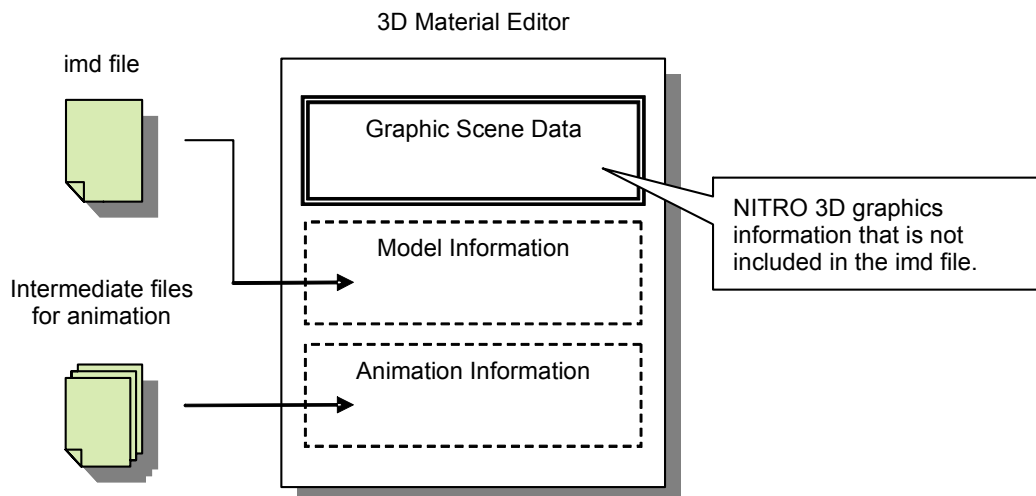 3D Material Editor
imd file
Graphic Scene Data
NITRO 3D graphics
information that is not
included in the imd file.
Model Information
Intermediate files
for animation
Animation Information